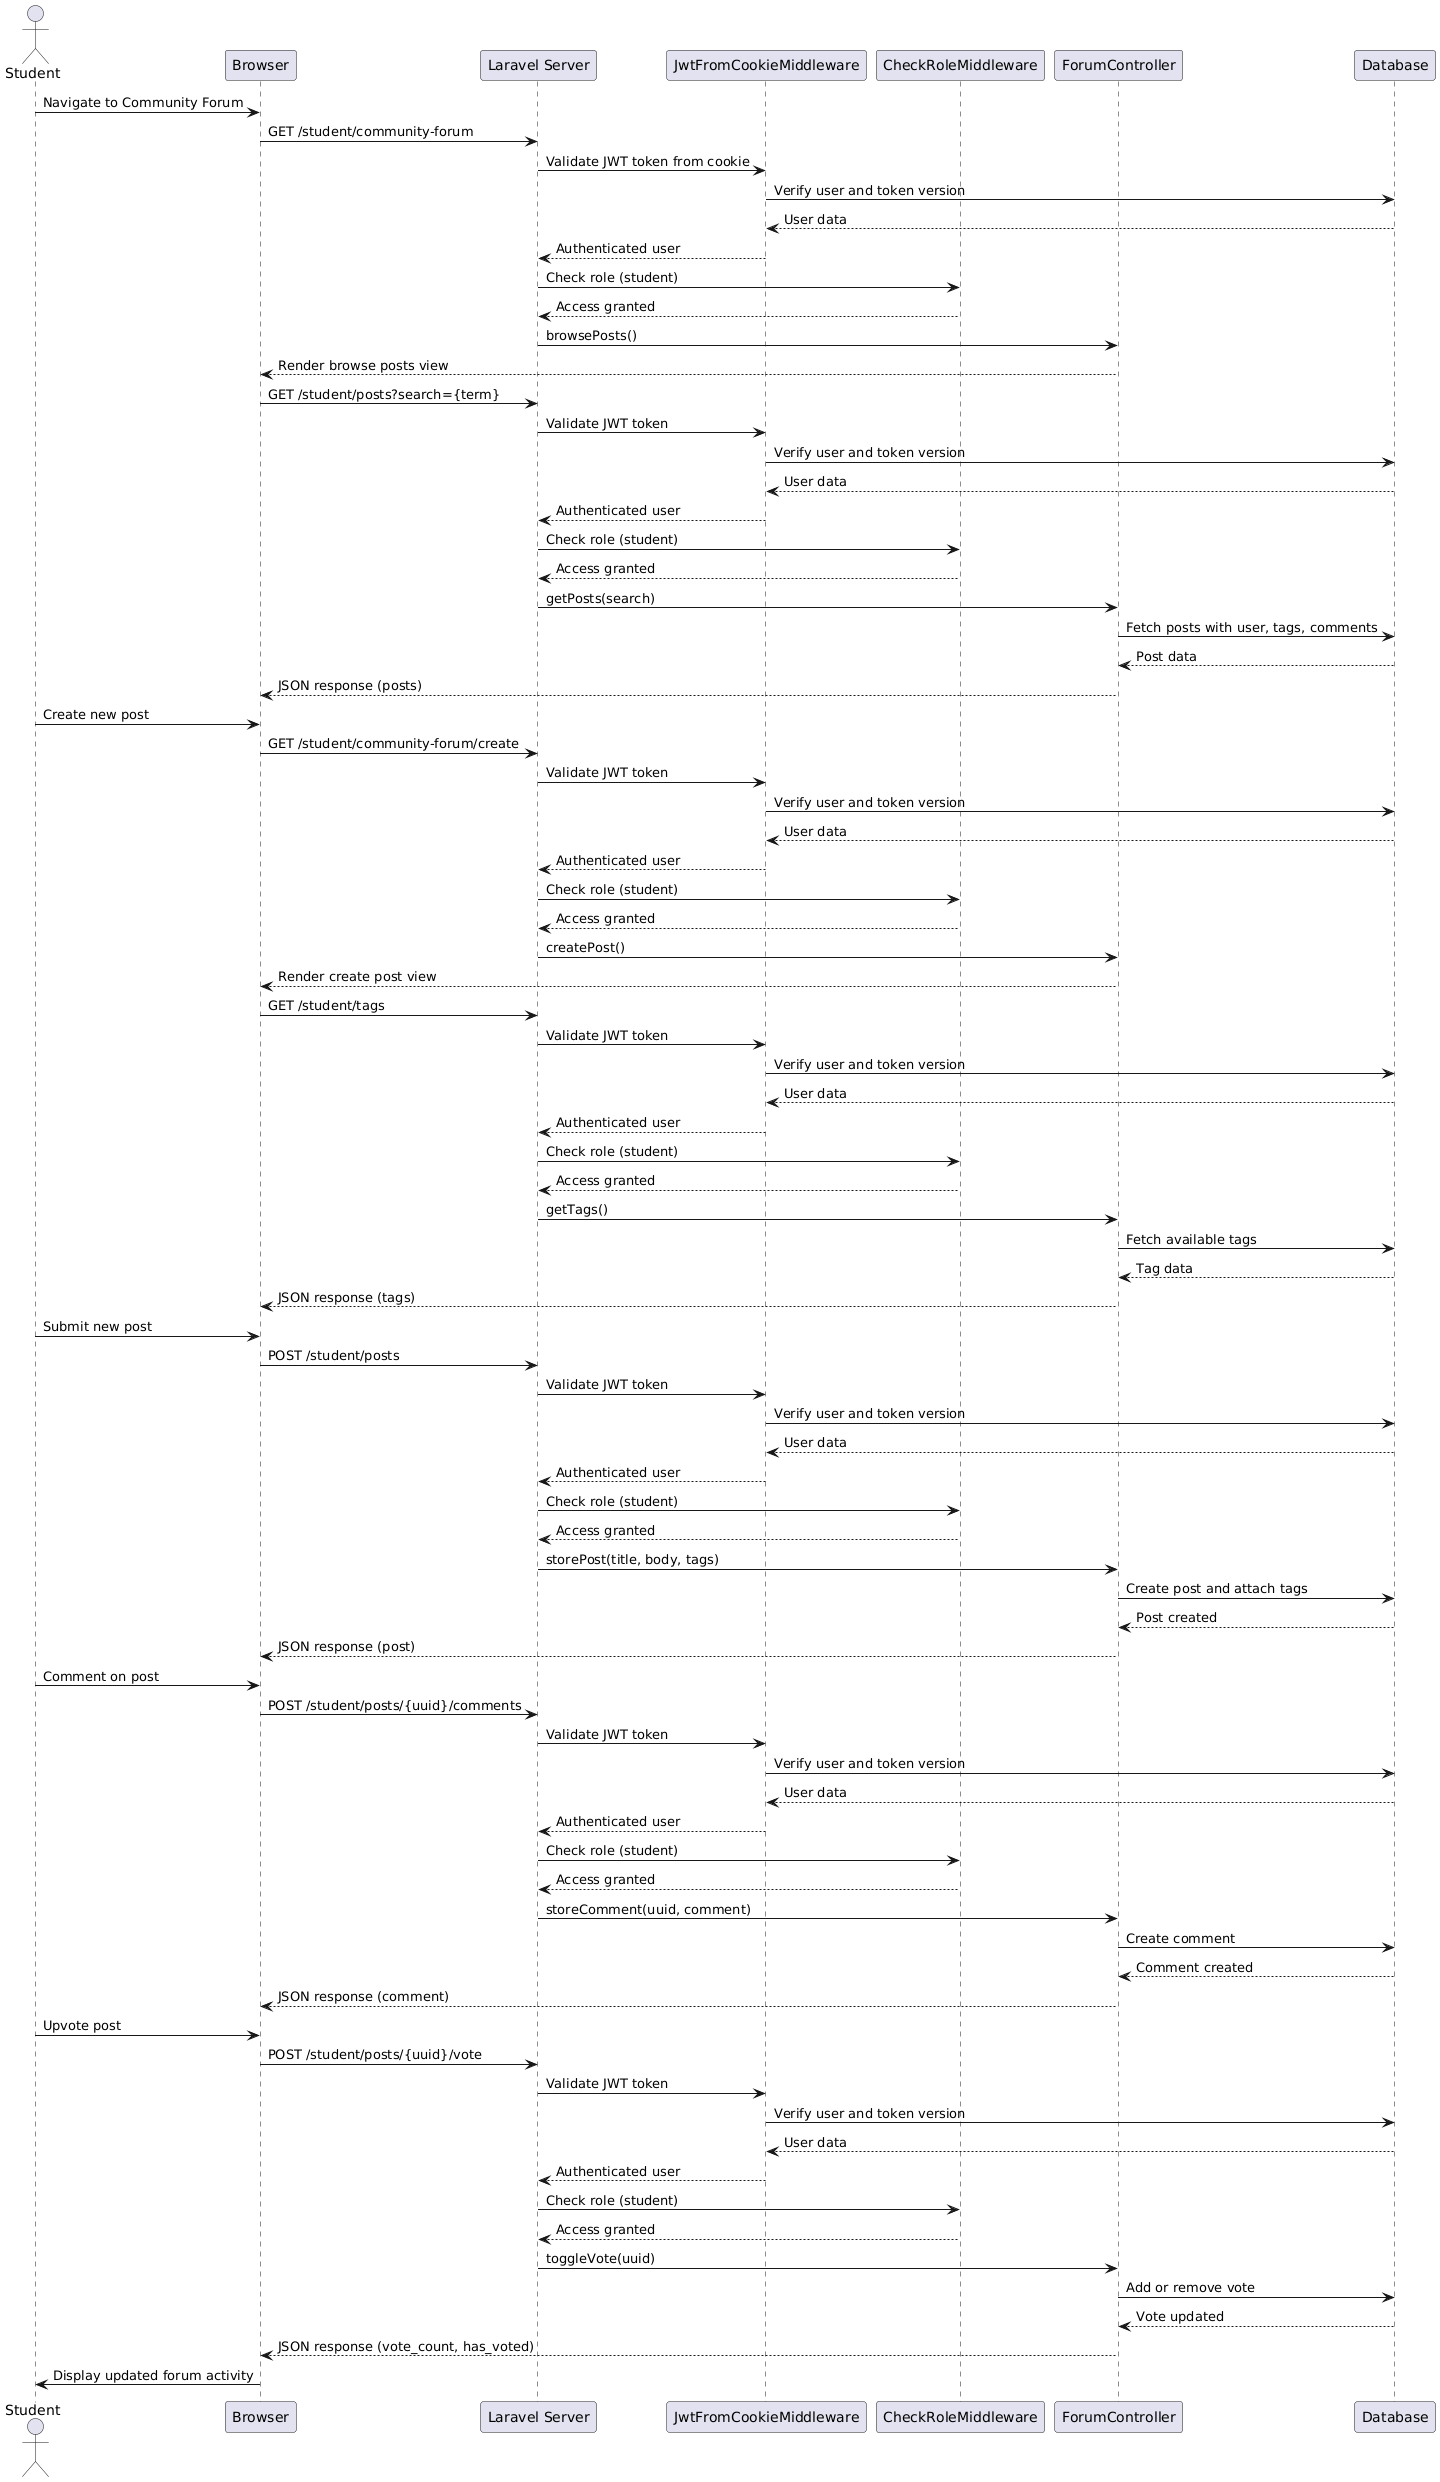 Student
Browser
Laravel Server
JwtFromCookieMiddleware
CheckRoleMiddleware
ForumController
Database
Navigate to Community Forum
GET /student/community-forum
Validate JWT token from cookie
Verify user and token version
User data
Authenticated user
Check role (student)
Access granted
browsePosts()
Render browse posts view
GET /student/posts?search={term}
Validate JWT token
Verify user and token version
User data
Authenticated user
Check role (student)
Access granted
getPosts(search)
Fetch posts with user, tags, comments
Post data
JSON response (posts)
Create new post
GET /student/community-forum/create
Validate JWT token
Verify user and token version
User data
Authenticated user
Check role (student)
Access granted
createPost()
Render create post view
GET /student/tags
Validate JWT token
Verify user and token version
User data
Authenticated user
Check role (student)
Access granted
getTags()
Fetch available tags
Tag data
JSON response (tags)
Submit new post
POST /student/posts
Validate JWT token
Verify user and token version
User data
Authenticated user
Check role (student)
Access granted
storePost(title, body, tags)
Create post and attach tags
Post created
JSON response (post)
Comment on post
POST /student/posts/{uuid}/comments
Validate JWT token
Verify user and token version
User data
Authenticated user
Check role (student)
Access granted
storeComment(uuid, comment)
Create comment
Comment created
JSON response (comment)
Upvote post
POST /student/posts/{uuid}/vote
Validate JWT token
Verify user and token version
User data
Authenticated user
Check role (student)
Access granted
toggleVote(uuid)
Add or remove vote
Vote updated
JSON response (vote_count, has_voted)
Display updated forum activity
Student
Browser
Laravel Server
JwtFromCookieMiddleware
CheckRoleMiddleware
ForumController
Database